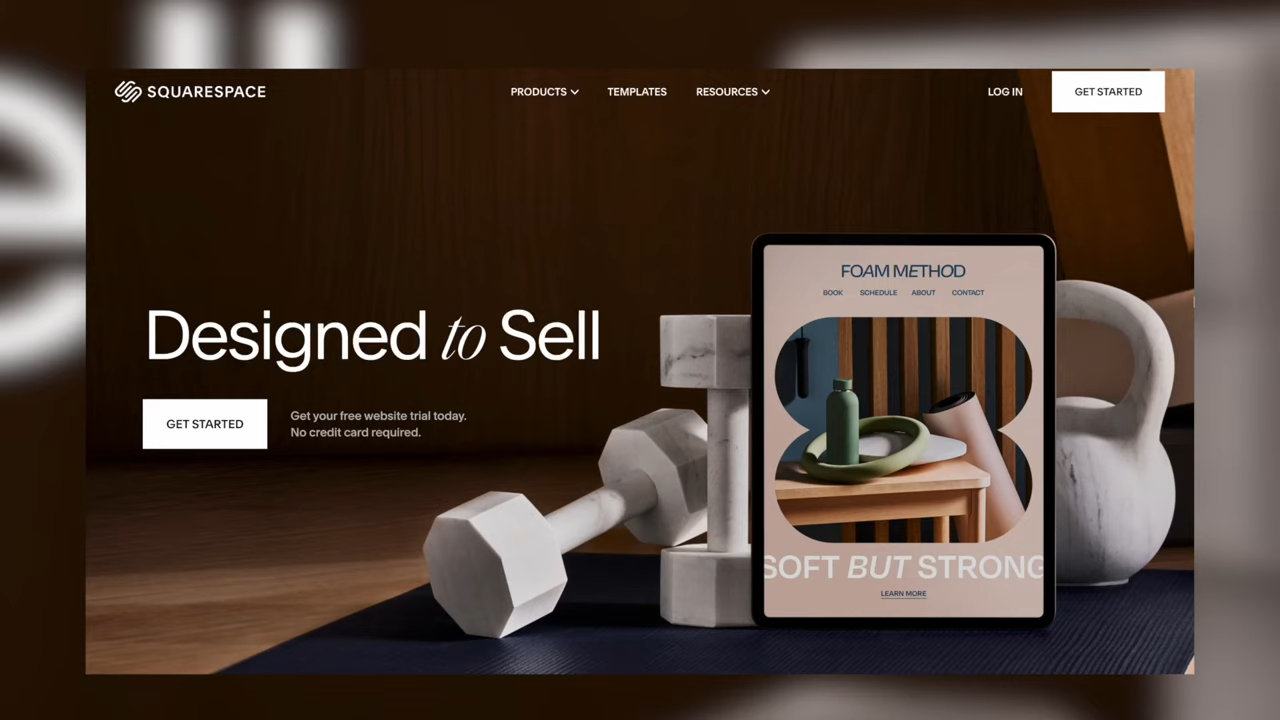 SQUARESPACE
PRODUCTS
TEMPLATES
RESOURCES
LOG IN
GET STARTED
Designed to Sell
GET STARTED
Get your free website trial today.
No credit card required.
FOAM METHOD
BOOK SCHEDULE ABOUT CONTACT
SOFT BUT STRONG
LEARN MORE